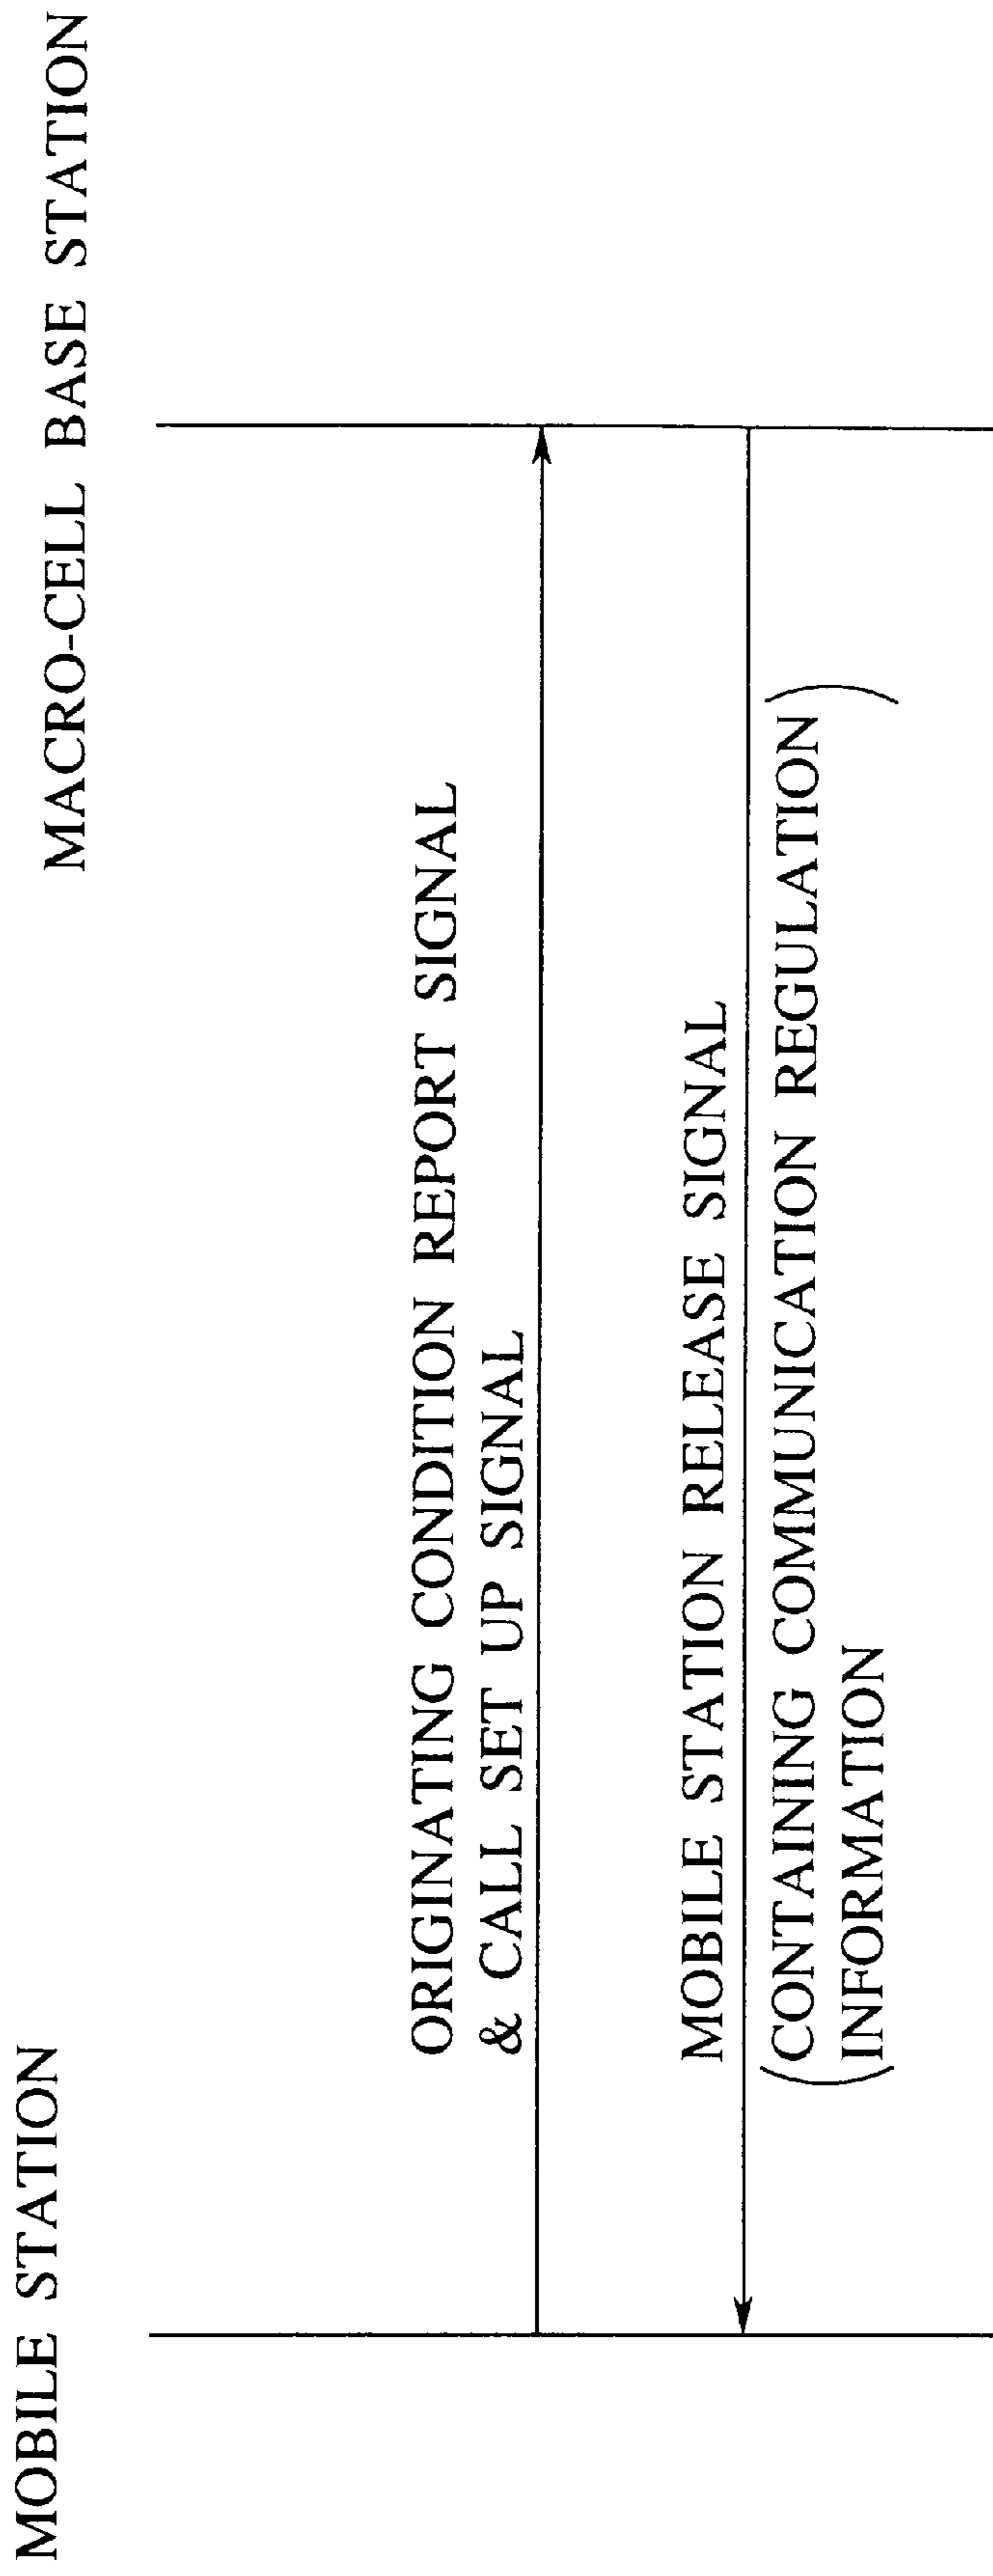 MOBILE STATION
MACRO-CELL BASE STATION
ORIGINATING CONDITION REPORT SIGNAL
& CALL SET UP SIGNAL
MOBILE STATION RELEASE SIGNAL
(CONTAINING COMMUNICATION REGULATION
INFORMATION)